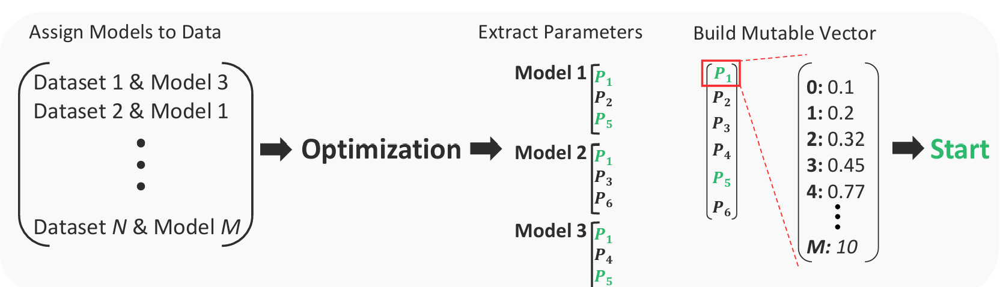 Assign Models to Data
Dataset 1 & Model 3
Dataset 2 & Model 1
Dataset N & Model M
Optimization
Extract Parameters
Model 1
P1
P2
P5
Model 2
P1
P3
P6
Model 3
P1
P4
P5
Build Mutable Vector
P1
P2
P3
P4
P5
P6
0: 0.1
1: 0.2
2: 0.32
3: 0.45
4: 0.77
M: 10
Start